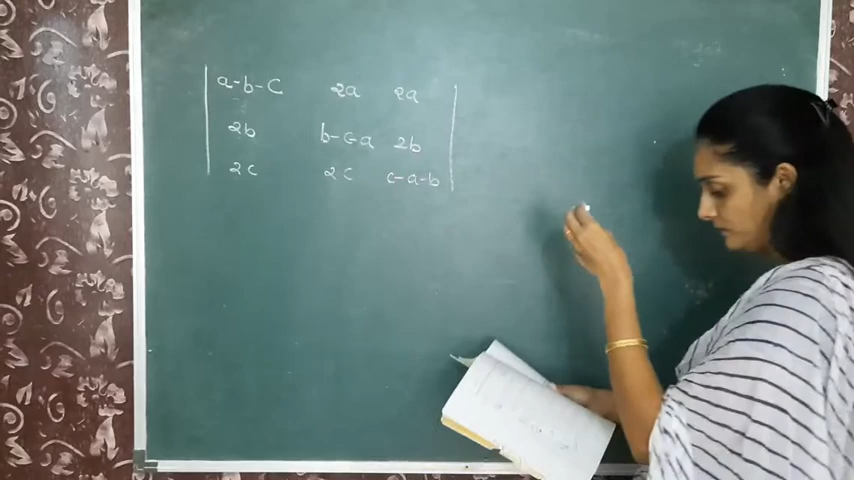 | a-b-C 2a 2a |
| 2b b-c-a 2b |
| 2c 2c c-a-b |